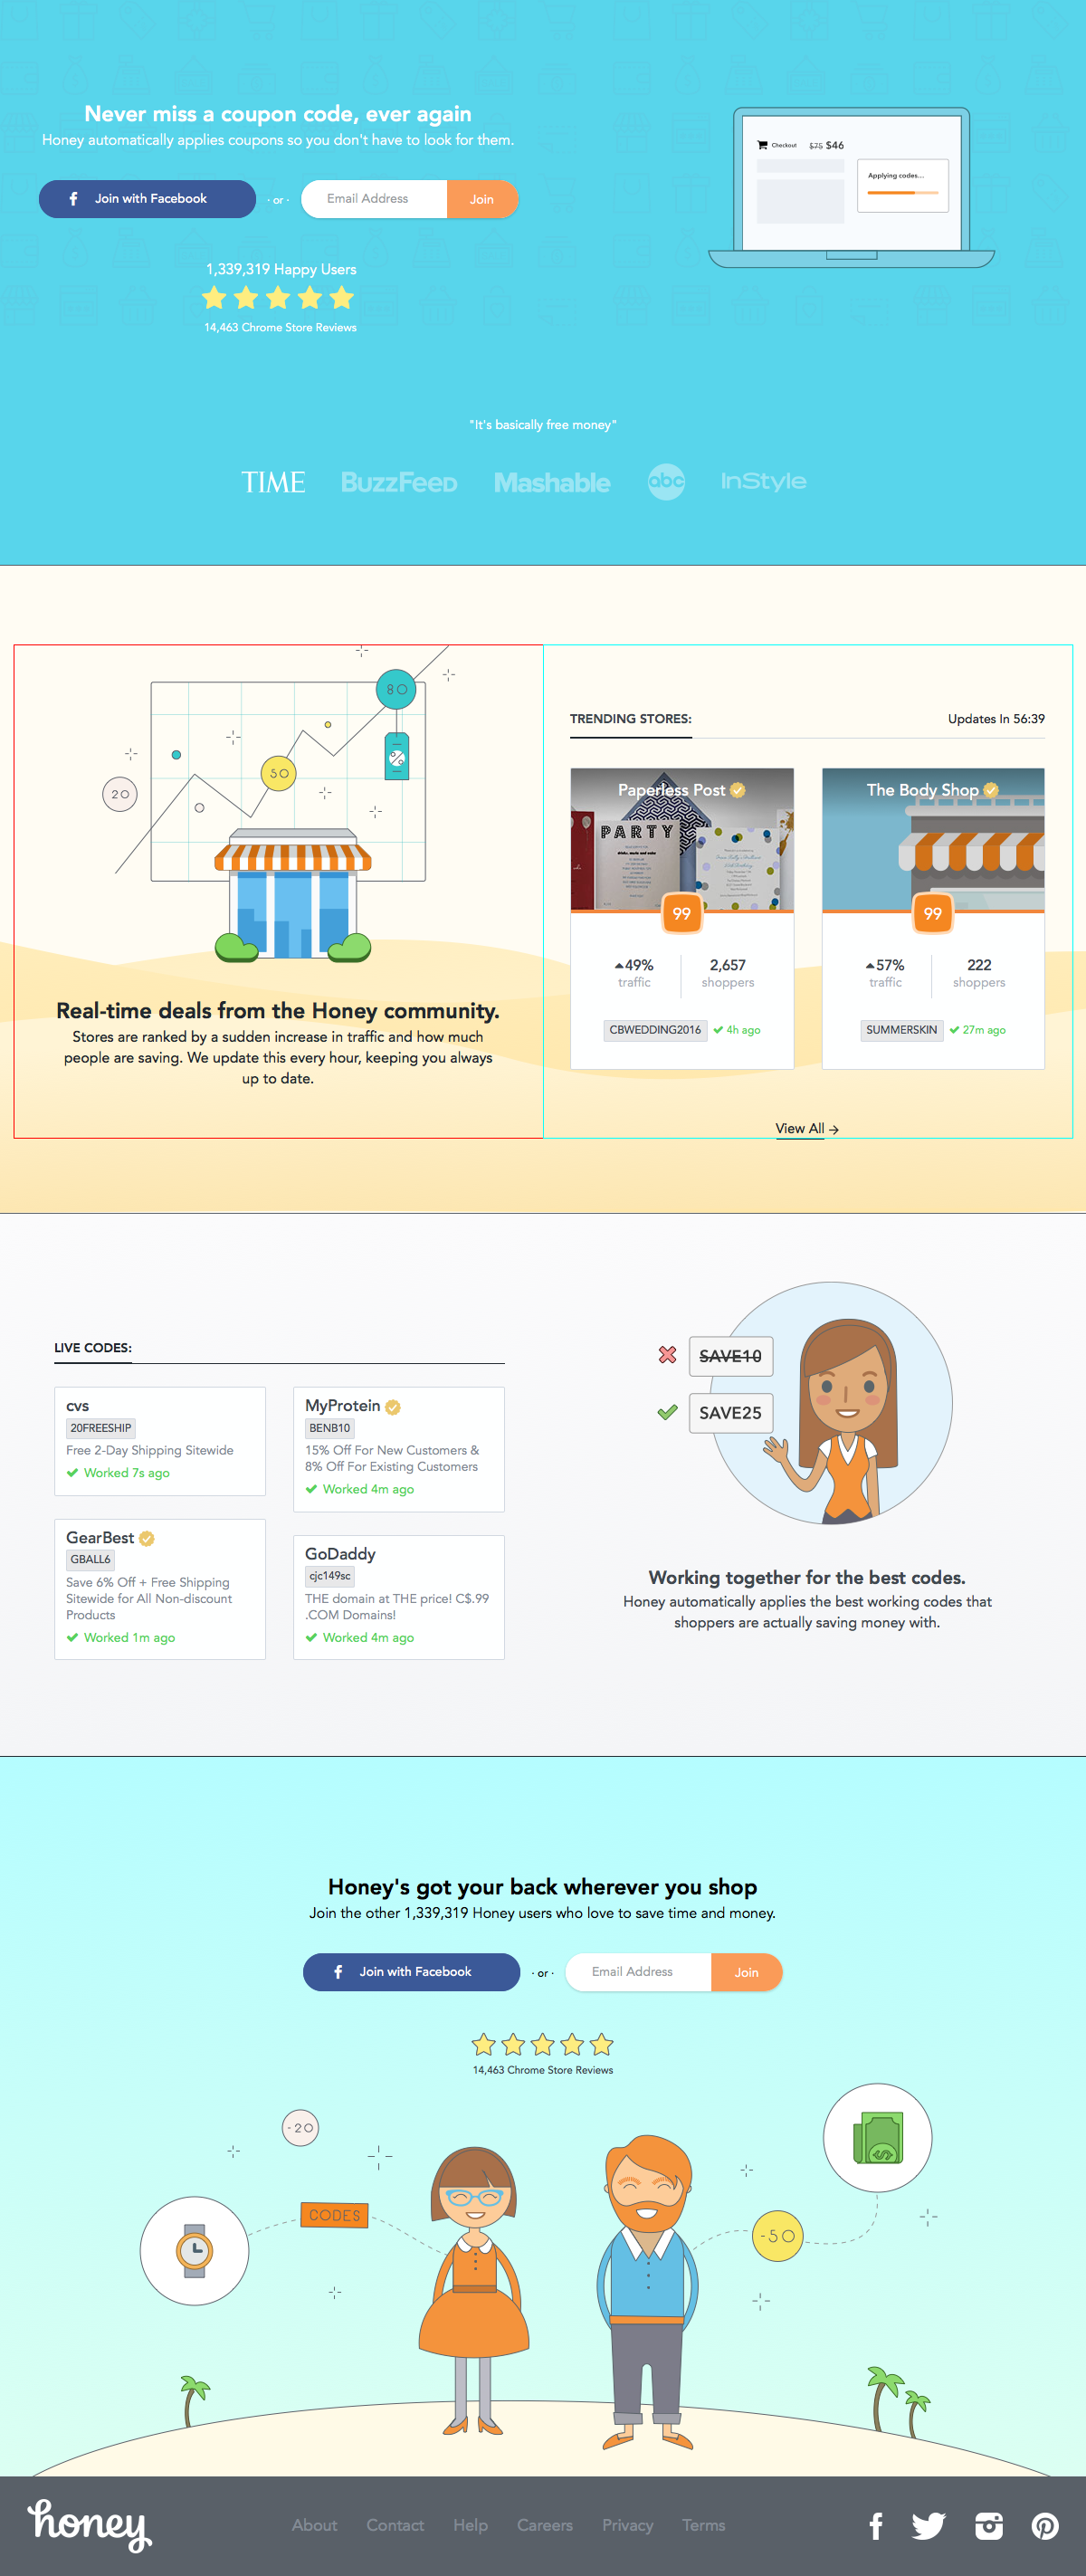 Never miss a coupon code, ever again
Honey automatically applies coupons so you don't have to look for them.
Join with Facebook
· or ·
Email Address
Join
1,339,319 Happy Users
14,463 Chrome Store Reviews
Checkout $75 $46
Applying codes...
"It's basically free money"
TIME BuzzFeed Mashable abc InStyle
20
50
80
%
Real-time deals from the Honey community.
Stores are ranked by a sudden increase in traffic and how much
people are saving. We update this every hour, keeping you always
up to date.
TRENDING STORES:
Updates In 56:39
Paperless Post
PARTY
99
49%
traffic
2,657
shoppers
CBWEDDING2016 4h ago
The Body Shop
99
57%
traffic
222
shoppers
SUMMERSKIN 27m ago
View All →
LIVE CODES:
cvs
20FREESHIP
Free 2-Day Shipping Sitewide
Worked 7s ago
MyProtein
BENB10
15% Off For New Customers &
8% Off For Existing Customers
Worked 4m ago
GearBest
GBALL6
Save 6% Off + Free Shipping
Sitewide for All Non-discount
Products
Worked 1m ago
GoDaddy
cjc149sc
THE domain at THE price! C$.99
.COM Domains!
Worked 4m ago
SAVE10
SAVE25
Working together for the best codes.
Honey automatically applies the best working codes that
shoppers are actually saving money with.
Honey's got your back wherever you shop
Join the other 1,339,319 Honey users who love to save time and money.
Join with Facebook
· or ·
Email Address
Join
14,463 Chrome Store Reviews
-20
CODES
-50
$
honey
About Contact Help Careers Privacy Terms